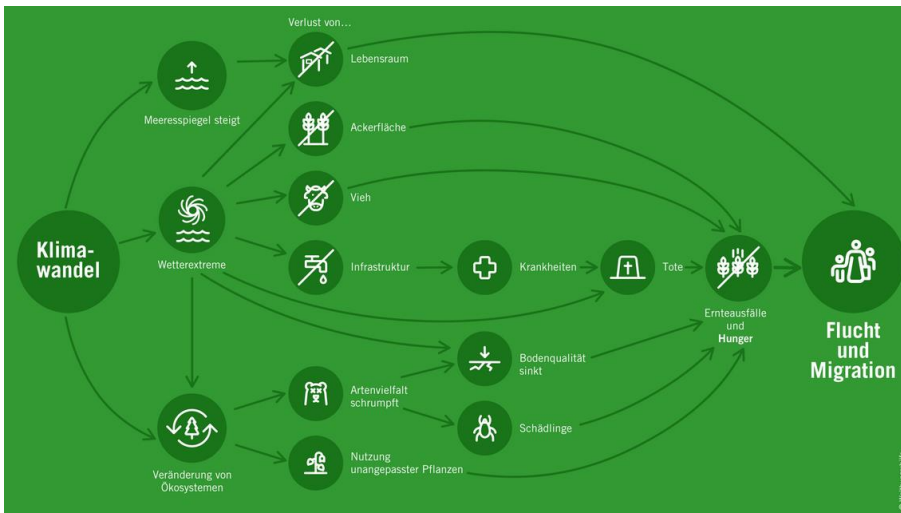 Verlust von...
Lebensraum
Meeresspiegel steigt
Ackerfläche
Vieh
Klima-
wandel
Wetterextreme
Infrastruktur
Krankheiten
Tote
Ernteausfälle
und
Hunger
Flucht
und
Migration
Bodenqualität
sinkt
Artenvielfalt
schrumpft
Schädlinge
Veränderung von
Ökosystemen
Nutzung
unangepasster Pflanzen